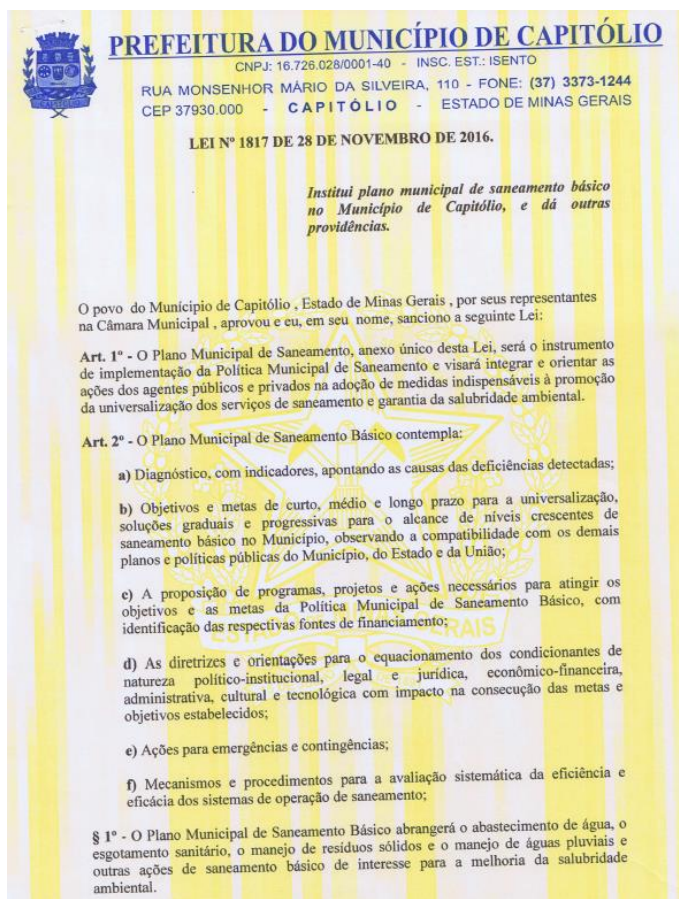 PREFEITURA DO MUNICÍPIO DE CAPITÓLIO
CNPJ: 16.726.028/0001-40 - INSC. EST.: ISENTO
RUA MONSENHOR MÁRIO DA SILVEIRA, 110 - FONE: (37) 3373-1244
CEP 37930.000 - CAPITÓLIO - ESTADO DE MINAS GERAIS
LEI Nº 1817 DE 28 DE NOVEMBRO DE 2016.
Institui plano municipal de saneamento básico
no Município de Capitólio, e dá outras
providências.
O povo do Munícipio de Capitólio , Estado de Minas Gerais , por seus representantes
na Câmara Municipal , aprovou e eu, em seu nome, sanciono a seguinte Lei:
Art. 1º - O Plano Municipal de Saneamento, anexo único desta Lei, será o instrumento
de implementação da Política Municipal de Saneamento e visará integrar e orientar as
ações dos agentes públicos e privados na adoção de medidas indispensáveis à promoção
da universalização dos serviços de saneamento e garantia da salubridade ambiental.
Art. 2º - O Plano Municipal de Saneamento Básico contempla:
a) Diagnóstico, com indicadores, apontando as causas das deficiências detectadas;
b) Objetivos e metas de curto, médio e longo prazo para a universalização,
soluções graduais e progressivas para o alcance de níveis crescentes de
saneamento básico no Município, observando a compatibilidade com os demais
planos e políticas públicas do Município, do Estado e da União;
c) A proposição de programas, projetos e ações necessários para atingir os
objetivos e as metas da Política Municipal de Saneamento Básico, com
identificação das respectivas fontes de financiamento;
d) As diretrizes e orientações para o equacionamento dos condicionantes de
natureza político-institucional, legal e jurídica, econômico-financeira,
administrativa, cultural e tecnológica com impacto na consecução das metas e
objetivos estabelecidos;
e) Ações para emergências e contingências;
f) Mecanismos e procedimentos para a avaliação sistemática da eficiência e
eficácia dos sistemas de operação de saneamento;
§ 1º - O Plano Municipal de Saneamento Básico abrangerá o abastecimento de água, o
esgotamento sanitário, o manejo de resíduos sólidos e o manejo de águas pluviais e
outras ações de saneamento básico de interesse para a melhoria da salubridade
ambiental.